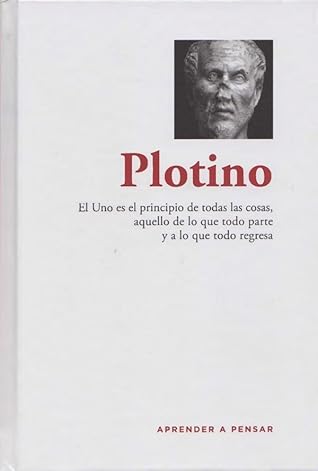 Plotino
El Uno es el principio de todas las cosas,
aquello de lo que todo parte
y a lo que todo regresa
APRENDER A PENSAR